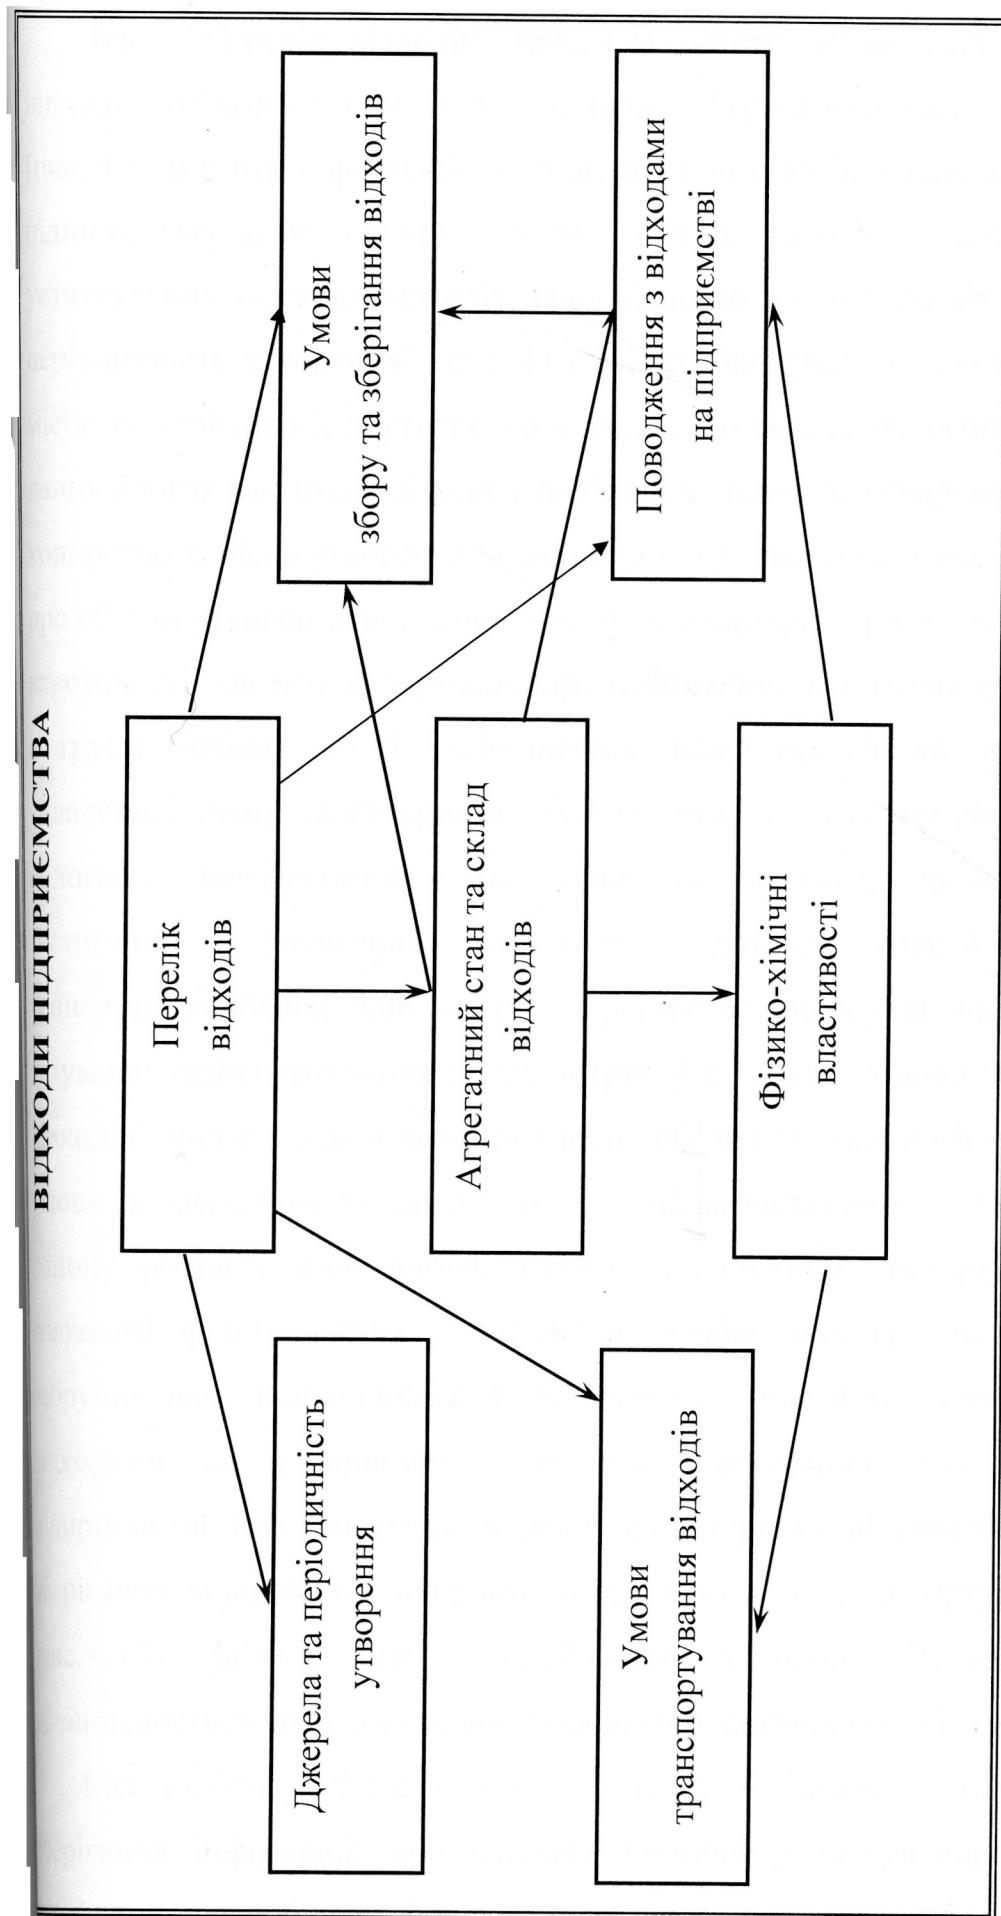 ВІДХОДИ ПІДПРИЄМСТВА
Перелік
відходів
Джерела та періодичність
утворення
Умови
збору та зберігання відходів
Агрегатний стан та склад
відходів
Умови
транспортування відходів
Поводження з відходами
на підприємстві
Фізико-хімічні
властивості